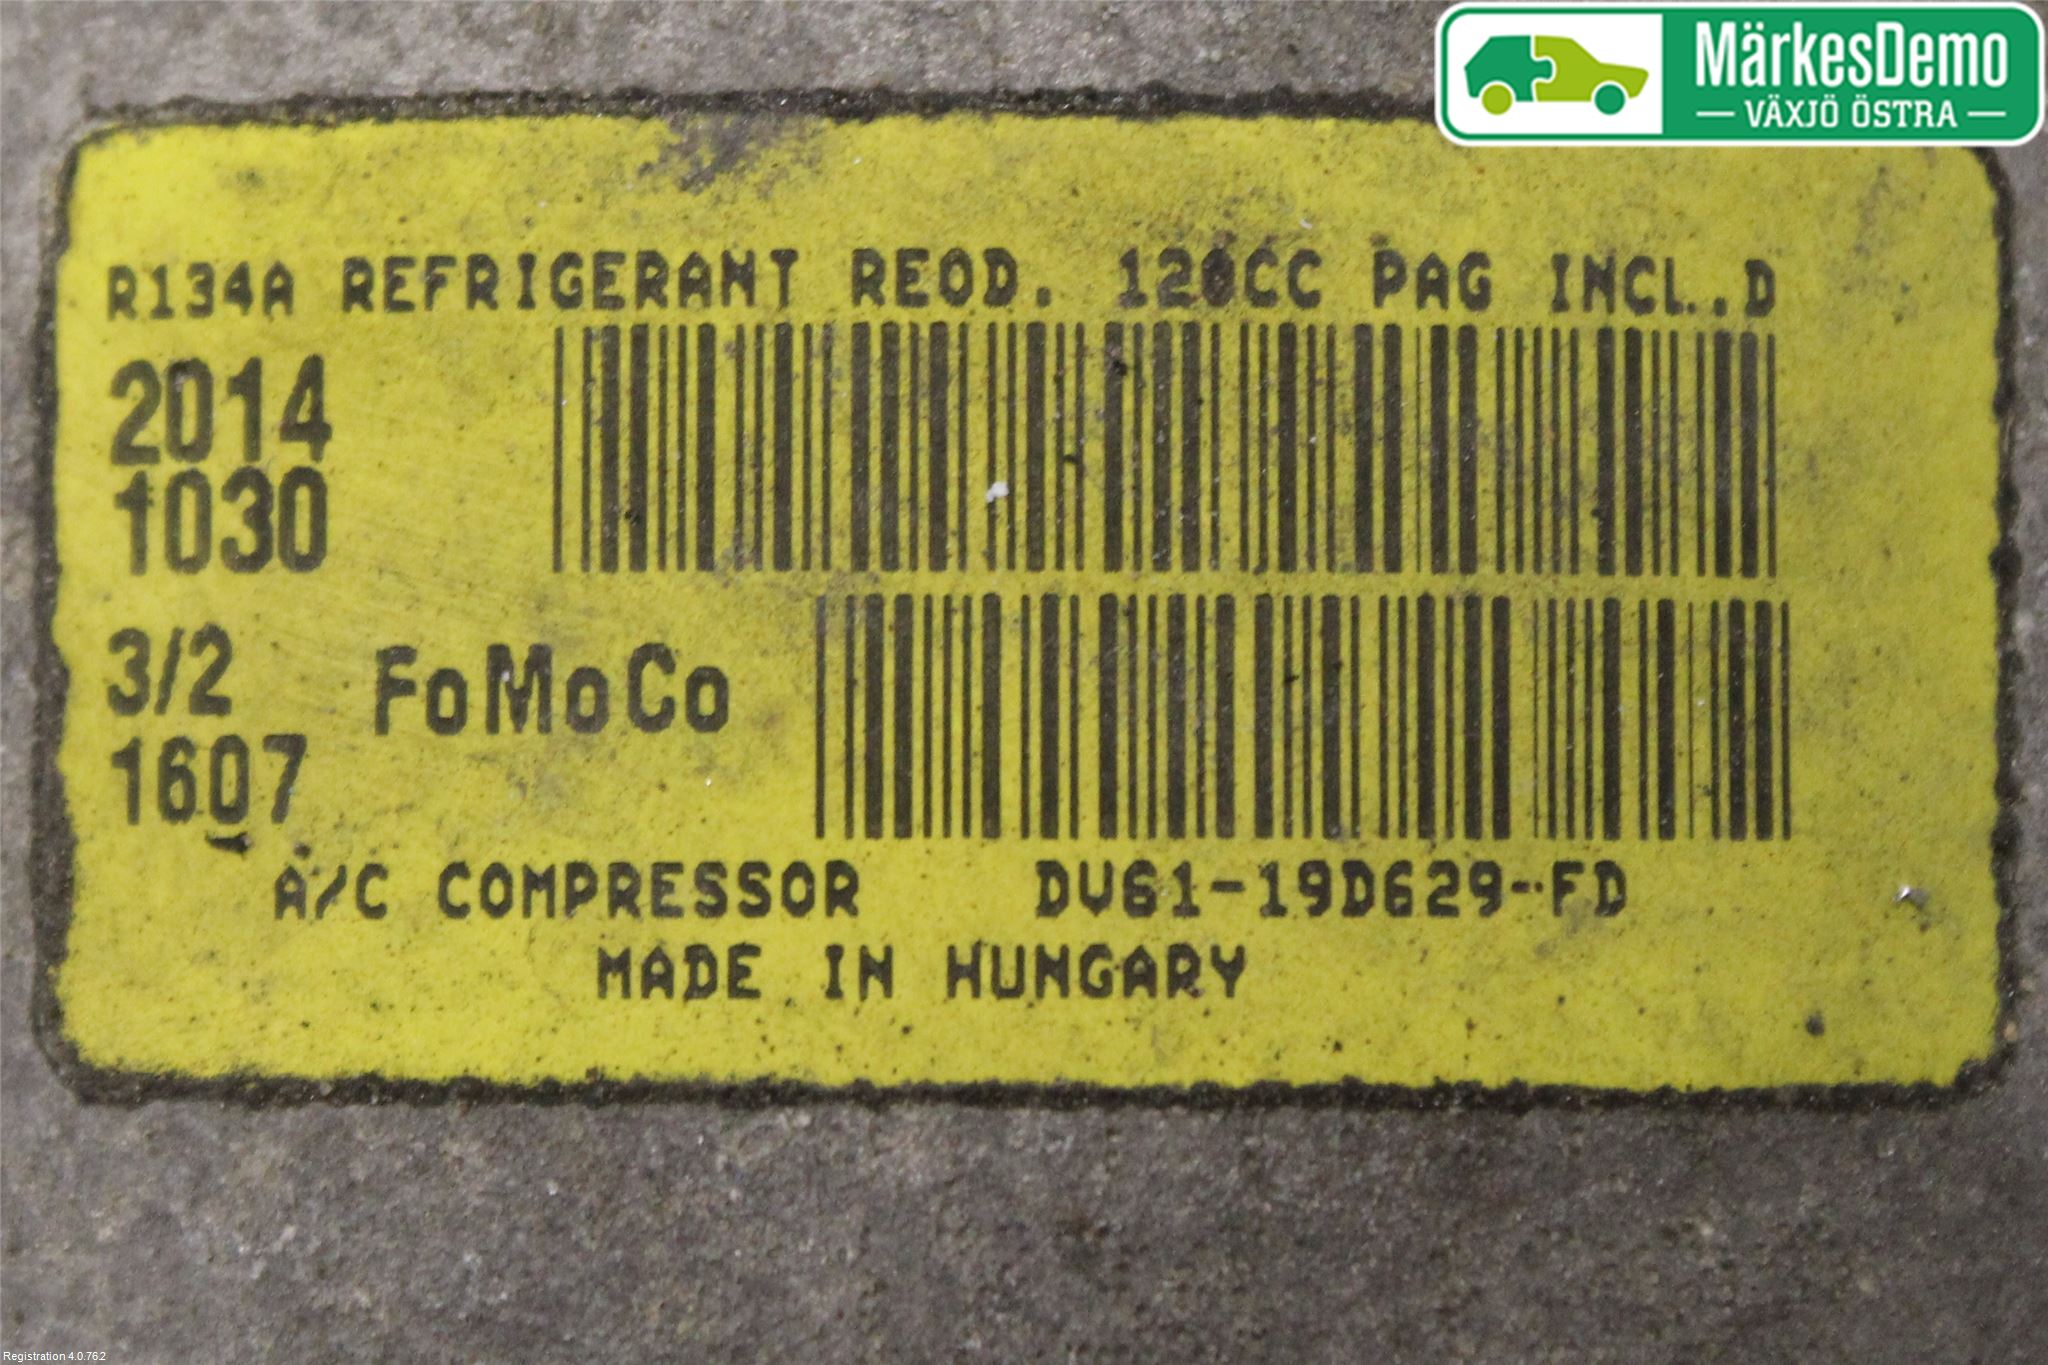 MärkesDemo
VÄXJÖ ÖSTRA
R134A REFRIGERANT REOD. 120CC PAG INCL..D
2014
1030
3/2
FoMoCo
1607
A/C COMPRESSOR DV61-19D629-FD
MADE IN HUNGARY
Registration 4.0.762